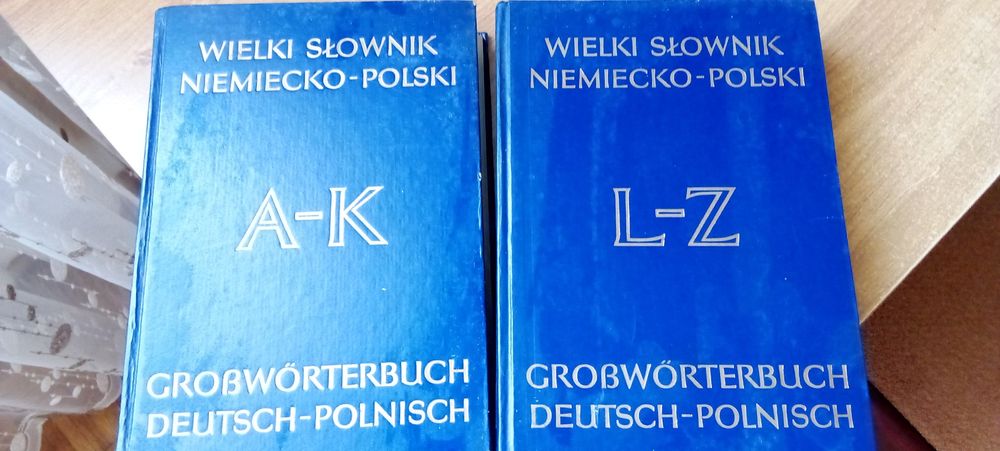 WIELKI SŁOWNIK
NIEMIECKO-POLSKI
A-K
GROẞWÖRTERBUCH
DEUTSCH-POLNISCH
WIELKI SŁOWNIK
NIEMIECKO-POLSKI
L-Z
GROẞWÖRTERBUCH
DEUTSCH-POLNISCH